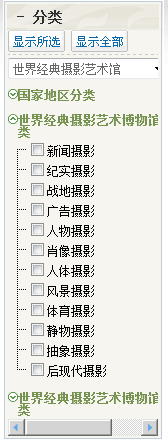 - 分类
显示所选 显示全部
世界经典摄影艺术馆
国家地区分类
世界经典摄影艺术博物馆
类
新闻摄影
纪实摄影
战地摄影
广告摄影
人物摄影
肖像摄影
人体摄影
风景摄影
体育摄影
静物摄影
抽象摄影
后现代摄影
世界经典摄影艺术博物馆
类